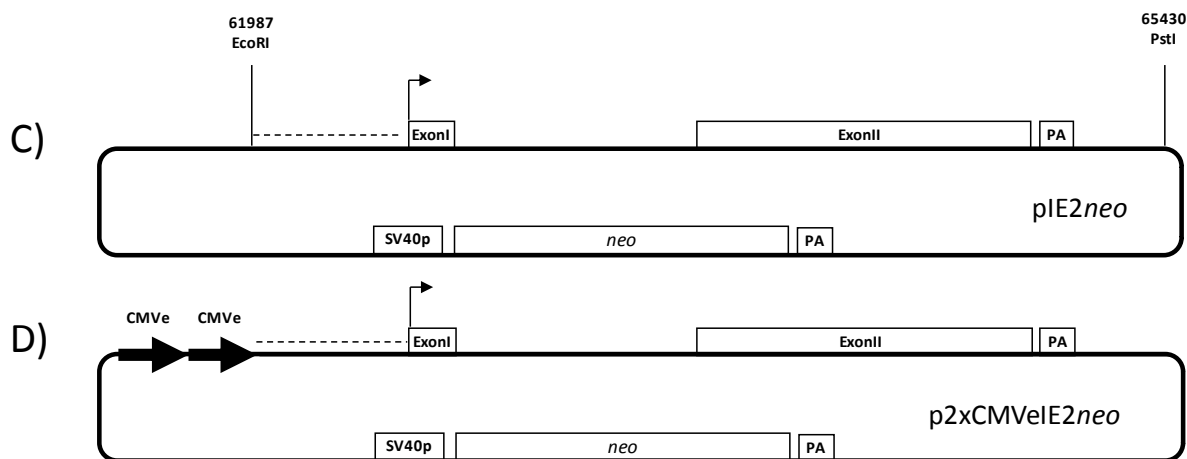 61987
EcoRI
65430
PstI
C)
ExonI
ExonII
PA
pIE2neo
SV40p
neo
PA
CMVe
CMVe
D)
ExonI
ExonII
PA
p2xCMVeIE2neo
SV40p
neo
PA